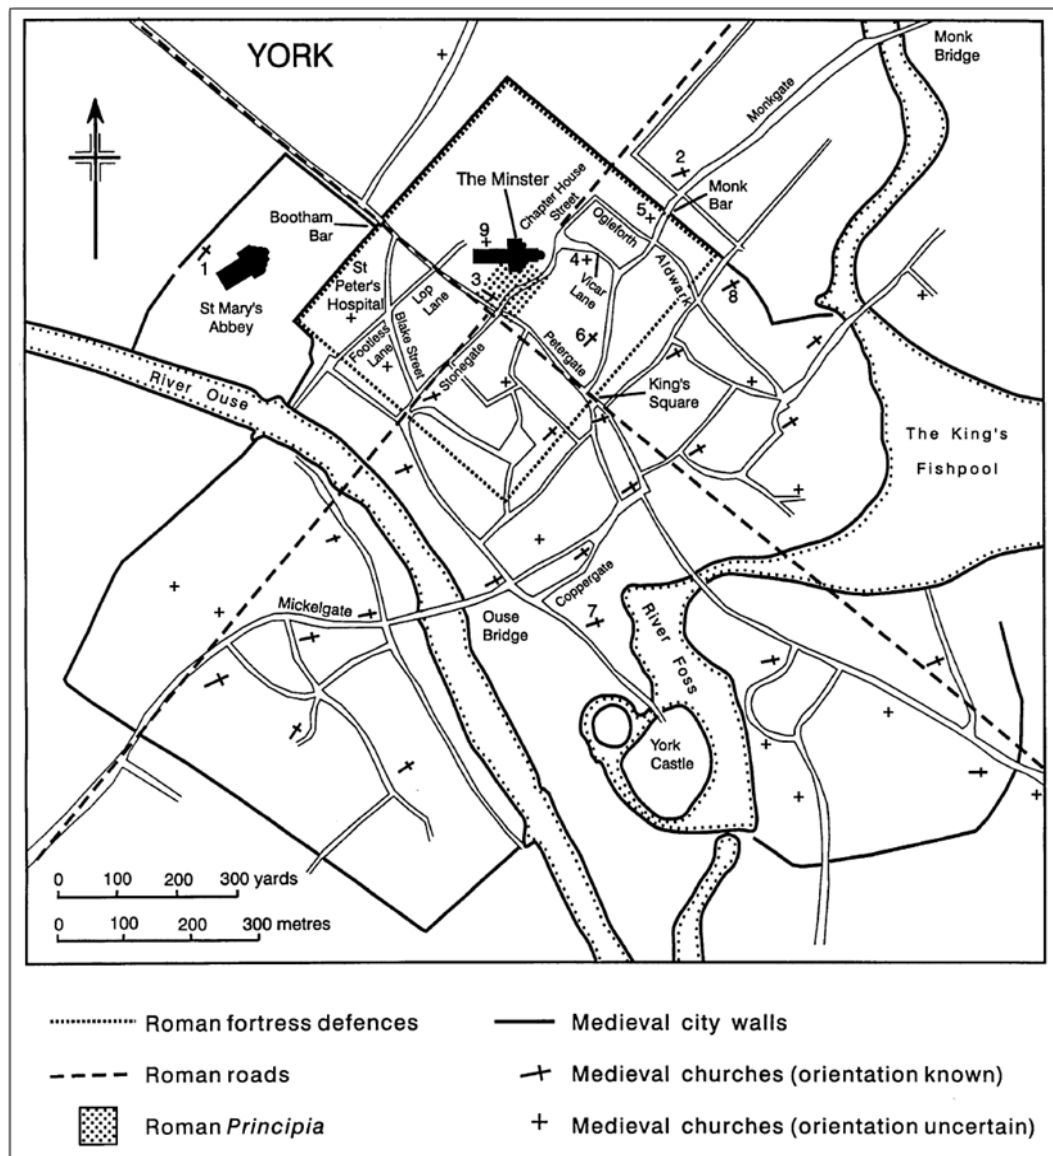 YORK
Monk
Bridge
Monkgate
2
The Minster
Chapter House
Street
Monk
Bar
5
Ogleforth
Bootham
Bar
9
4
Aldwark
1
St
Peter's
Hospital
Lop
Lane
3
Vicar
Lane
8
St Mary's
Abbey
Footless
Lane
Blake Street
Stonegate
6
Petergate
River Ouse
King's
Square
The King's
Fishpool
Coppergate
Mickelgate
Ouse
Bridge
7
River Foss
York
Castle
0 100 200 300 yards
0 100 200 300 metres
Roman fortress defences
Medieval city walls
Roman roads
Medieval churches (orientation known)
Roman Principia
Medieval churches (orientation uncertain)